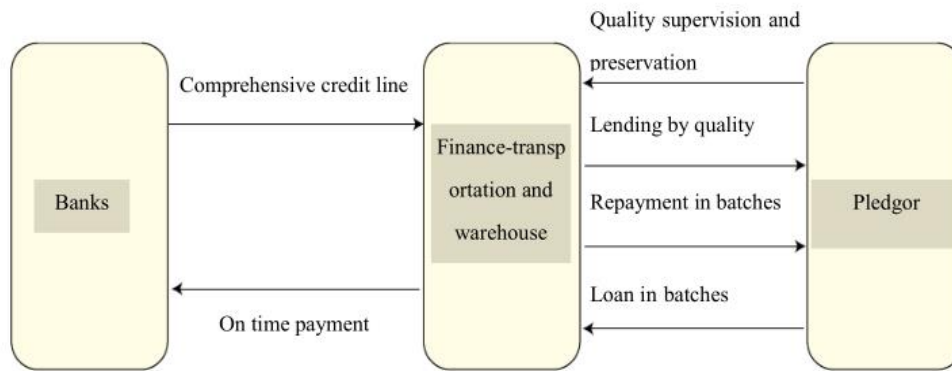 Quality supervision and
preservation
Comprehensive credit line
Lending by quality
Finance-transp
ortation and
warehouse
Banks
Repayment in batches
Pledgor
Loan in batches
On time payment